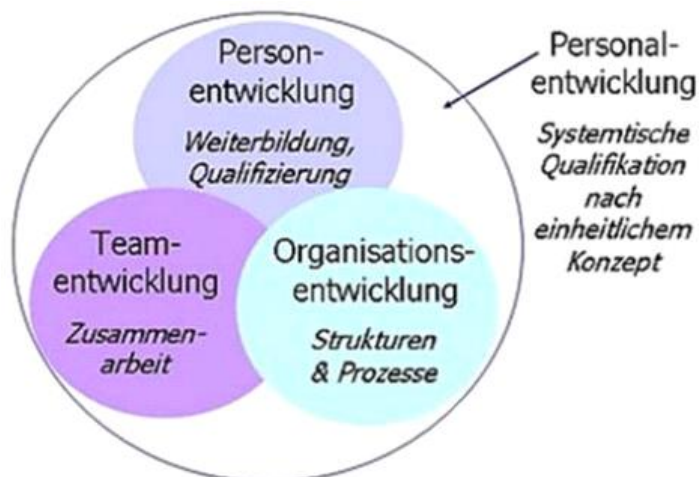 Person-
entwicklung
Weiterbildung,
Qualifizierung
Team-
entwicklung
Zusammen-
arbeit
Organisations-
entwicklung
Strukturen
& Prozesse
Personal-
entwicklung
Systemtische
Qualifikation
nach
einheitlichem
Konzept